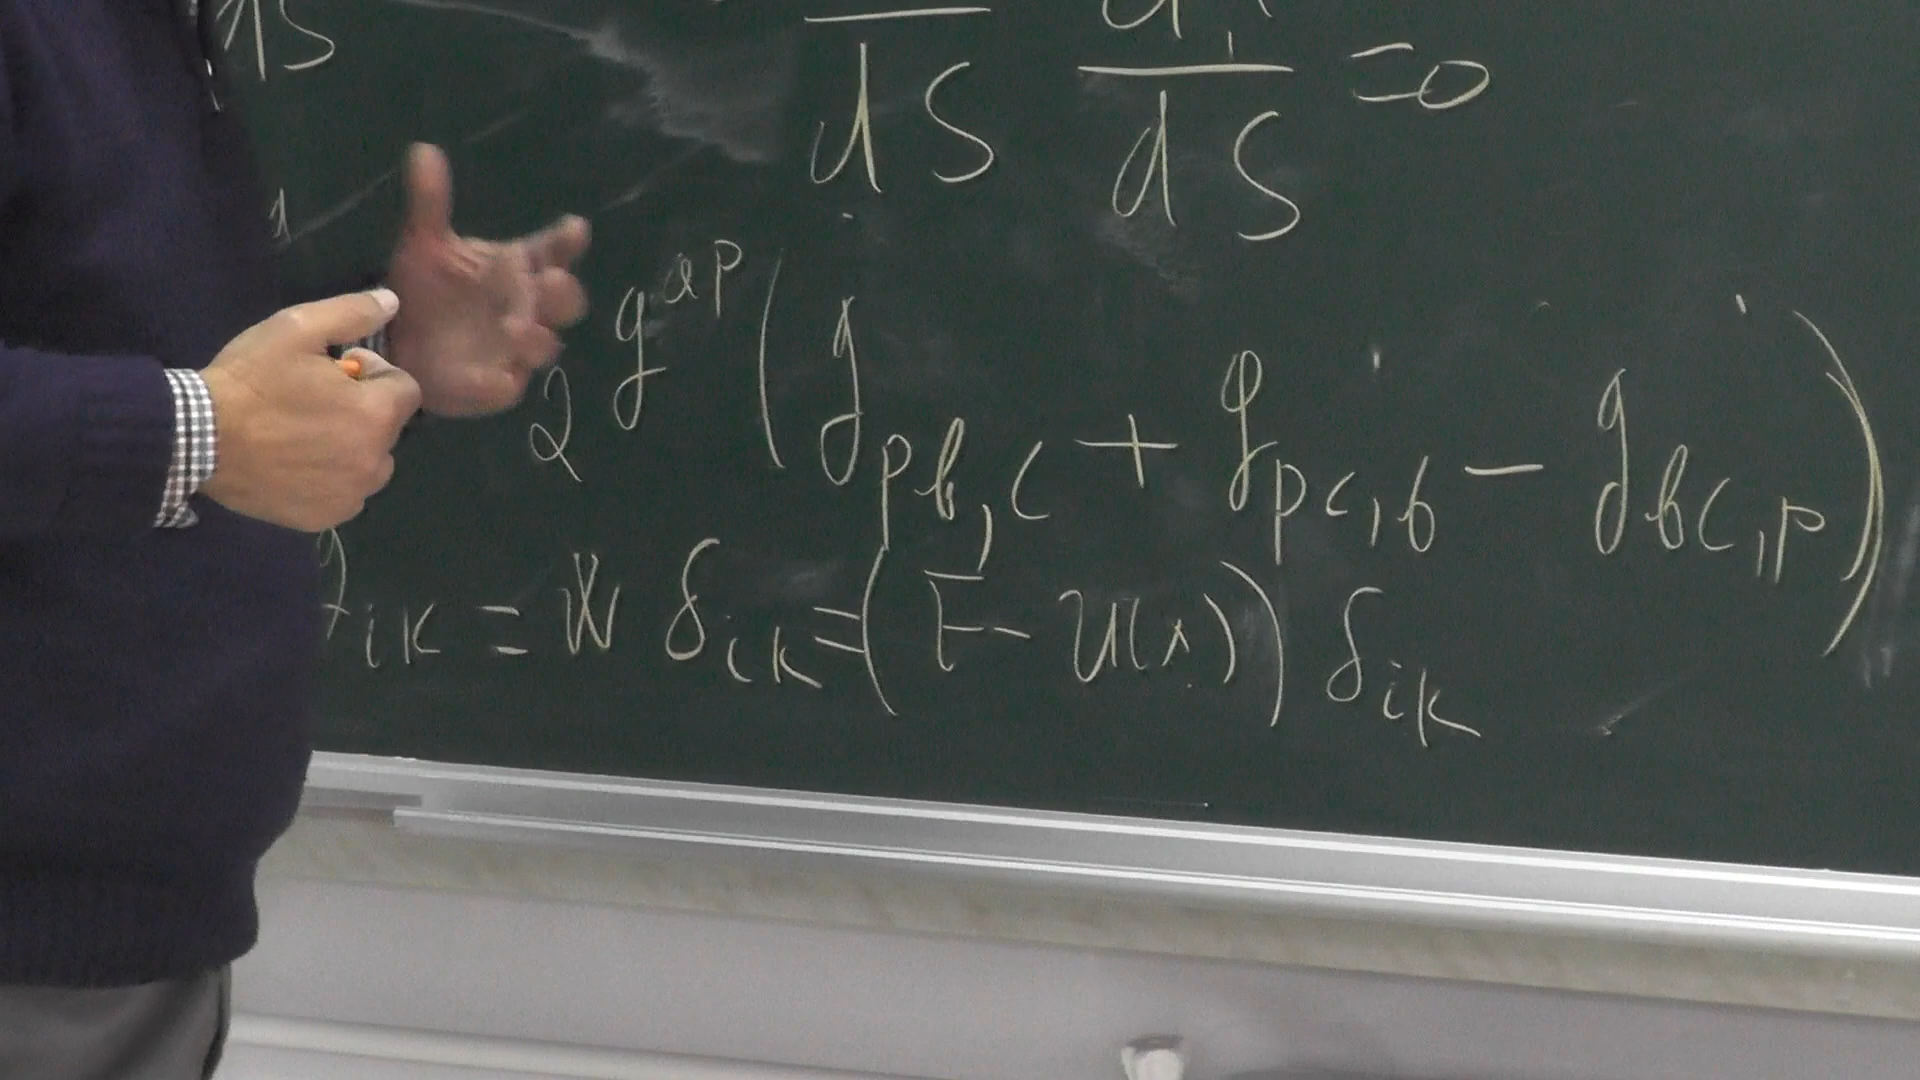 dS dS dS =0
2 g^{ap} ( g_{pb,c} + g_{pc,b} - g_{bc,p} )
g_{ik} = W δ_{ik} = ( E - U(x) ) δ_{ik}